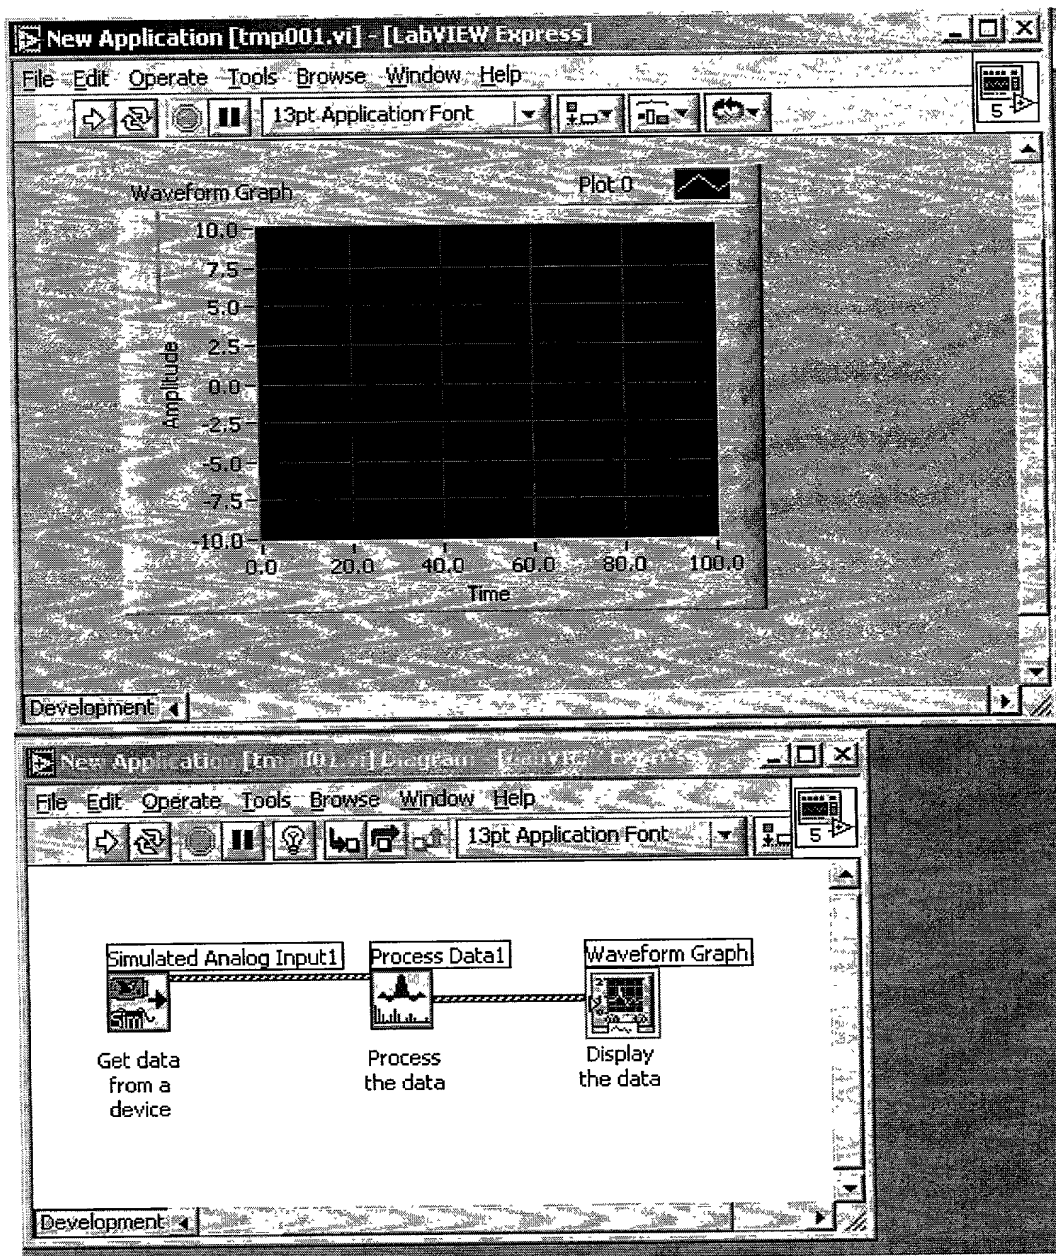 New Application [tmp001.vi] - [LabVIEW Express]
File Edit Operate Tools Browse Window Help
13pt Application Font
5
Waveform Graph
Plot 0
10.0
7.5
5.0
2.5
0.0
-2.5
-5.0
-7.5
-10.0
Amplitude
0.0 20.0 40.0 60.0 80.0 100.0
Time
Development
New Application [tmp001.vi] Diagram - [LabVIEW Express]
File Edit Operate Tools Browse Window Help
13pt Application Font
5
Simulated Analog Input1 Process Data1 Waveform Graph
Sim
Get data
from a
device
Process
the data
Display
the data
Development